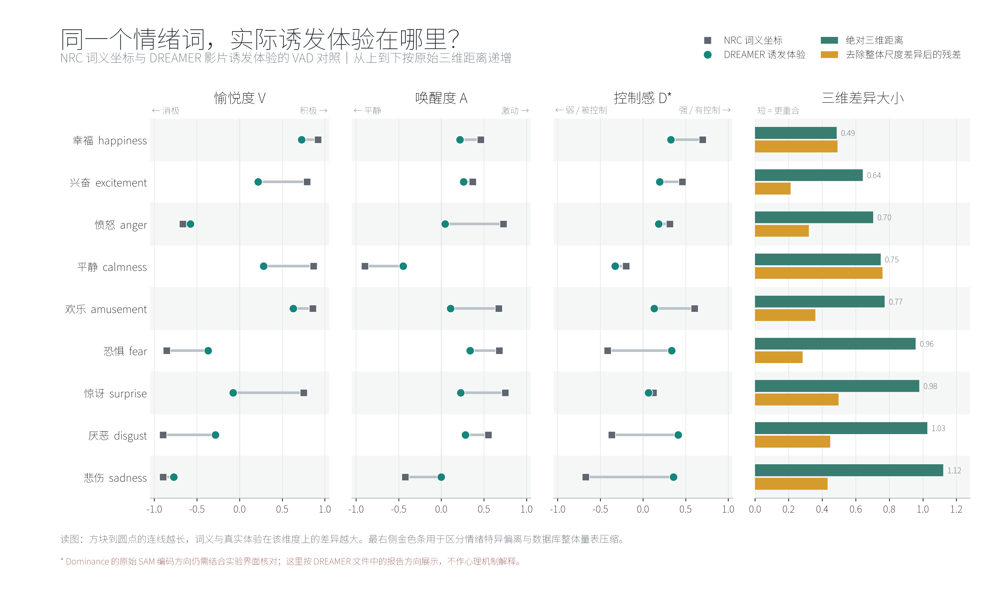 同一个情绪词，实际诱发体验在哪里？
NRC 词义坐标与 DREAMER 影片诱发体验的 VAD 对照｜从上到下按原始三维距离递增
NRC 词义坐标
DREAMER 诱发体验
绝对三维距离
去除整体尺度差异后的残差
愉悦度 V
← 消极 积极 →
唤醒度 A
← 平静 激动 →
控制感 D*
← 弱 / 被控制 强 / 有控制 →
三维差异大小
短 = 更重合
幸福 happiness 0.49
兴奋 excitement 0.64
愤怒 anger 0.70
平静 calmness 0.75
欢乐 amusement 0.77
恐惧 fear 0.96
惊讶 surprise 0.98
厌恶 disgust 1.03
悲伤 sadness 1.12
-1.0 -0.5 0.0 0.5 1.0
-1.0 -0.5 0.0 0.5 1.0
-1.0 -0.5 0.0 0.5 1.0
0.0 0.2 0.4 0.6 0.8 1.0 1.2
读图：方块到圆点的连线越长，词义与真实体验在该维度上的差异越大。最右侧金色条用于区分情绪特异偏离与数据库整体量表压缩。
* Dominance 的原始 SAM 编码方向仍需结合实验界面核对；这里按 DREAMER 文件中的报告方向展示，不作心理机制解释。